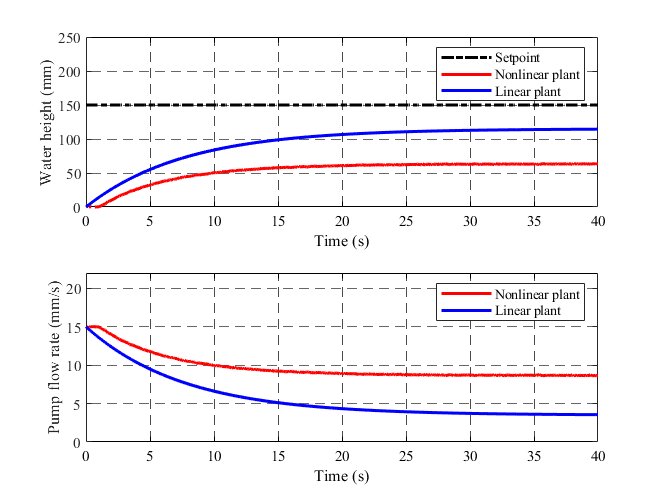 250
200
150
100
50
0
Water height (mm)
Setpoint
Nonlinear plant
Linear plant
0 5 10 15 20 25 30 35 40
Time (s)
20
15
10
5
0
Pump flow rate (mm/s)
Nonlinear plant
Linear plant
0 5 10 15 20 25 30 35 40
Time (s)